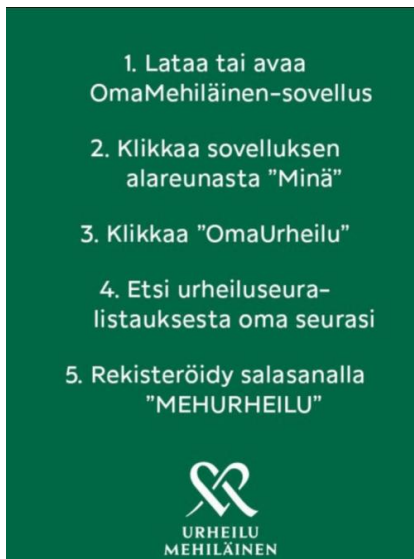 1. Lataa tai avaa
OmaMehiläinen-sovellus
2. Klikkaa sovelluksen
alareunasta ”Minä”
3. Klikkaa ”OmaUrheilu”
4. Etsi urheiluseura-
listauksesta oma seurasi
5. Rekisteröidy salasanalla
”MEHURHEILU”
URHEILU
MEHILÄINEN